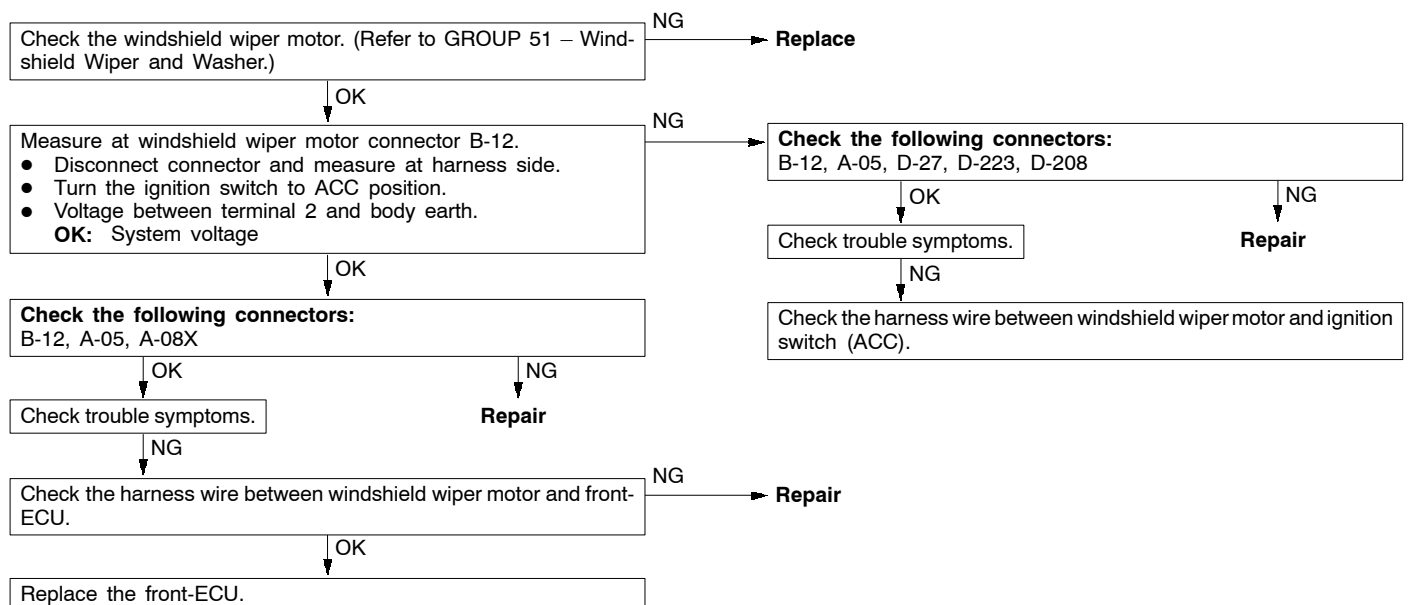 Check the windshield wiper motor. (Refer to GROUP 51 – Wind-
shield Wiper and Washer.)
NG
Replace
OK
Measure at windshield wiper motor connector B-12.
● Disconnect connector and measure at harness side.
● Turn the ignition switch to ACC position.
● Voltage between terminal 2 and body earth.
OK: System voltage
NG
Check the following connectors:
B-12, A-05, D-27, D-223, D-208
OK
NG
Check trouble symptoms.
Repair
NG
Check the harness wire between windshield wiper motor and ignition
switch (ACC).
OK
Check the following connectors:
B-12, A-05, A-08X
OK
NG
Check trouble symptoms.
Repair
NG
Check the harness wire between windshield wiper motor and front-
ECU.
NG
Repair
OK
Replace the front-ECU.